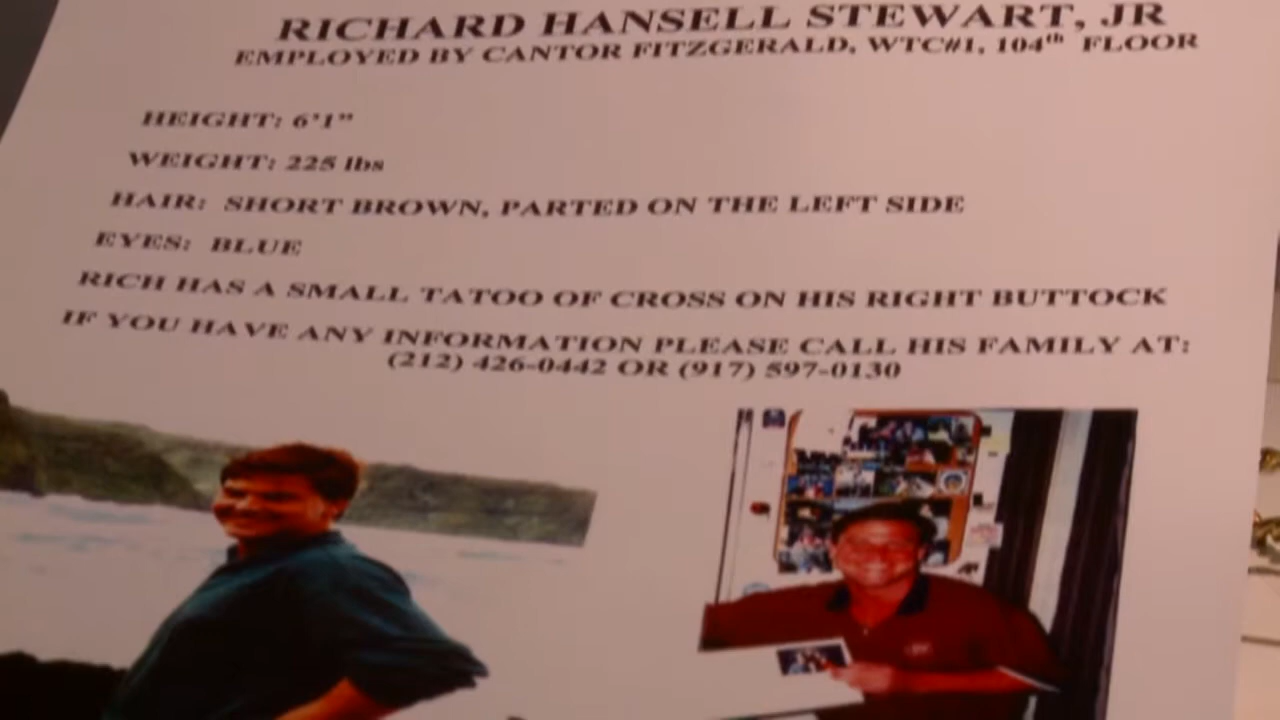 RICHARD HANSELL STEWART, JR
EMPLOYED BY CANTOR FITZGERALD, WTC#1, 104th FLOOR
HEIGHT: 6'1"
WEIGHT: 225 lbs
HAIR: SHORT BROWN, PARTED ON THE LEFT SIDE
EYES: BLUE
RICH HAS A SMALL TATOO OF CROSS ON HIS RIGHT BUTTOCK
IF YOU HAVE ANY INFORMATION PLEASE CALL HIS FAMILY AT:
(212) 426-0442 OR (917) 597-0130